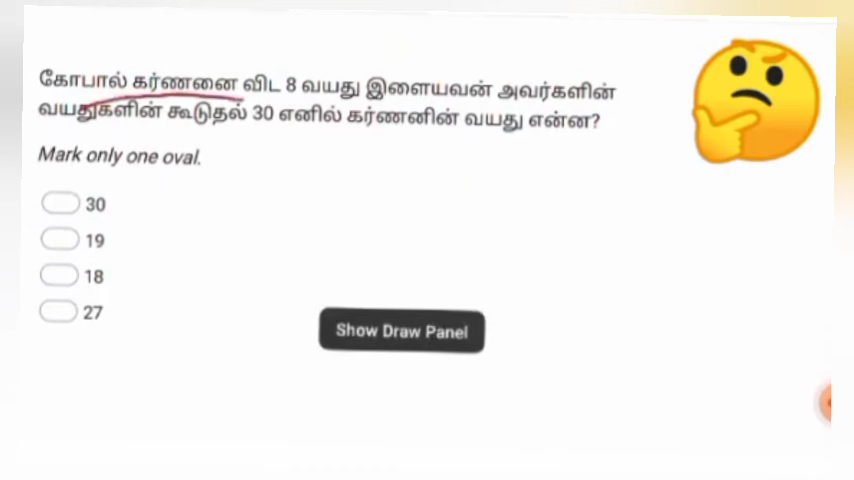 கோபால் கர்ணனை விட 8 வயது இளையவன் அவர்களின்
வயதுகளின் கூடுதல் 30 எனில் கர்ணனின் வயது என்ன?
Mark only one oval.
30
19
18
27
Show Draw Panel